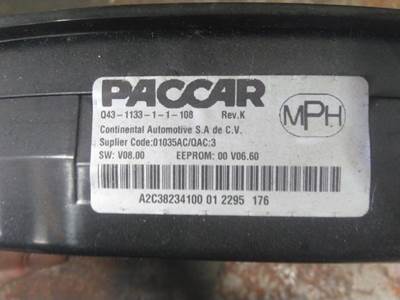 PACCAR
Q43-1133-1-1-108 Rev.K
MPH
Continental Automotive S.A de C.V.
Suplier Code:01035AC/QAC:3
SW: V08.00 EEPROM: 00 V06.60
A2C38234100 01 2295 176